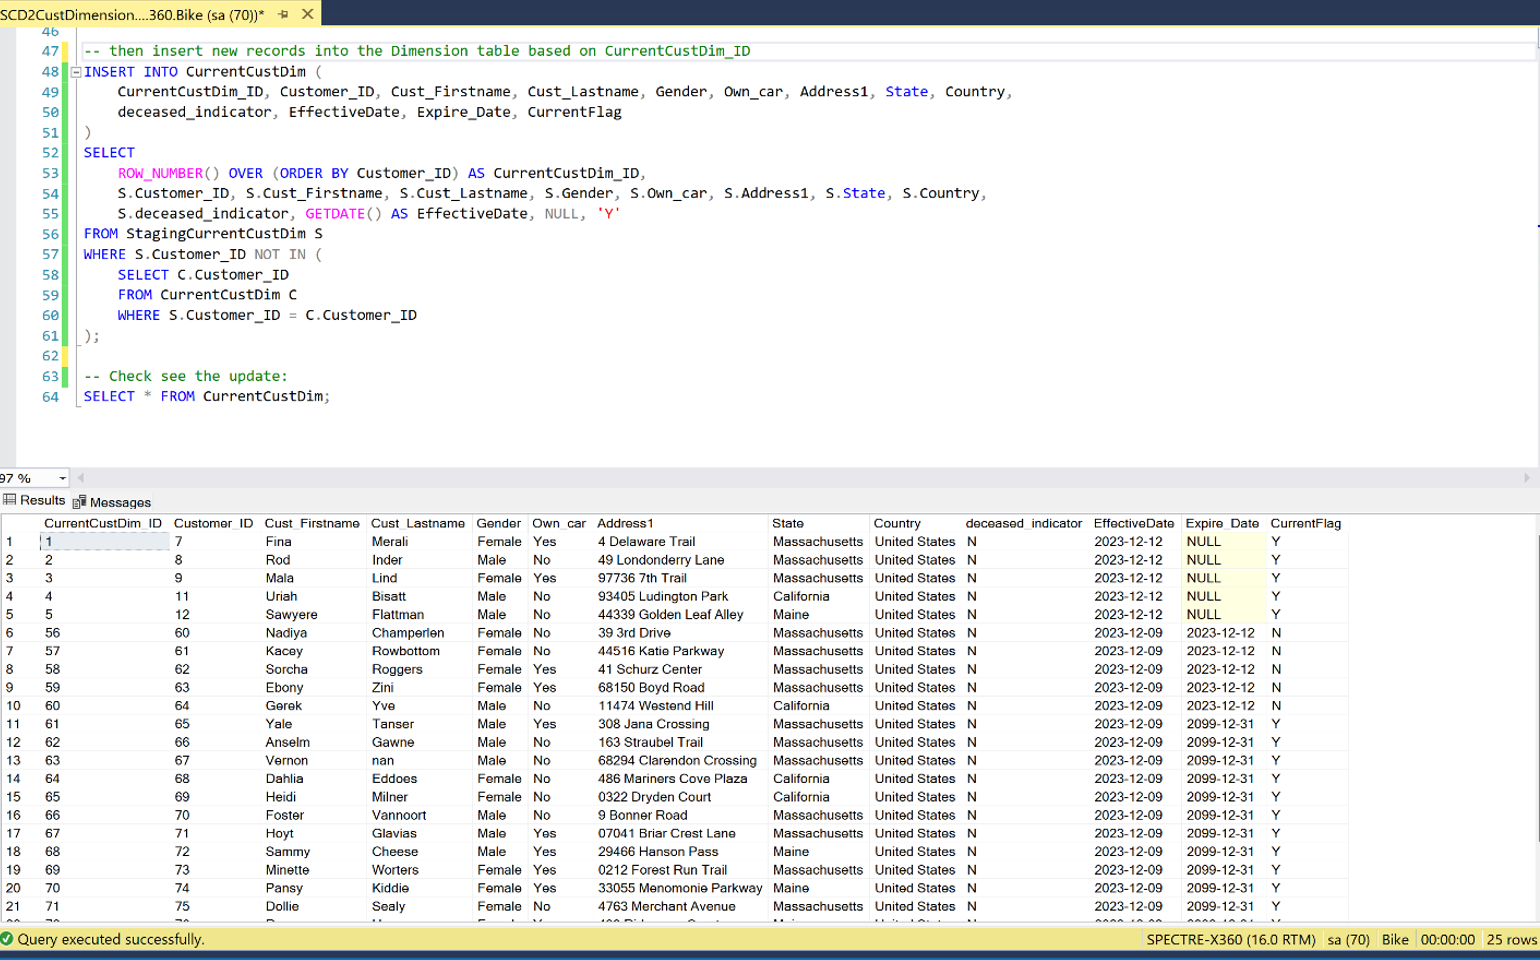 SCD2CustDimension....360.Bike (sa (70))*
46
47 -- then insert new records into the Dimension table based on CurrentCustDim_ID
48 INSERT INTO CurrentCustDim (
49 CurrentCustDim_ID, Customer_ID, Cust_Firstname, Cust_Lastname, Gender, Own_car, Address1, State, Country,
50 deceased_indicator, EffectiveDate, Expire_Date, CurrentFlag
51 )
52 SELECT
53 ROW_NUMBER() OVER (ORDER BY Customer_ID) AS CurrentCustDim_ID,
54 S.Customer_ID, S.Cust_Firstname, S.Cust_Lastname, S.Gender, S.Own_car, S.Address1, S.State, S.Country,
55 S.deceased_indicator, GETDATE() AS EffectiveDate, NULL, 'Y'
56 FROM StagingCurrentCustDim S
57 WHERE S.Customer_ID NOT IN (
58 SELECT C.Customer_ID
59 FROM CurrentCustDim C
60 WHERE S.Customer_ID = C.Customer_ID
61 );
62
63 -- Check see the update:
64 SELECT * FROM CurrentCustDim;
97 %
Results Messages
CurrentCustDim_ID Customer_ID Cust_Firstname Cust_Lastname Gender Own_car Address1 State Country deceased_indicator EffectiveDate Expire_Date CurrentFlag
1 1 7 Fina Merali Female Yes 4 Delaware Trail Massachusetts United States N 2023-12-12 NULL Y
2 2 8 Rod Inder Male No 49 Londonderry Lane Massachusetts United States N 2023-12-12 NULL Y
3 3 9 Mala Lind Female Yes 97736 7th Trail Massachusetts United States N 2023-12-12 NULL Y
4 4 11 Uriah Bisatt Male No 93405 Ludington Park California United States N 2023-12-12 NULL Y
5 5 12 Sawyere Flattman Male No 44339 Golden Leaf Alley Maine United States N 2023-12-12 NULL Y
6 56 60 Nadiya Champerlen Female No 39 3rd Drive Massachusetts United States N 2023-12-09 2023-12-12 N
7 57 61 Kacey Rowbottom Female No 44516 Katie Parkway Massachusetts United States N 2023-12-09 2023-12-12 N
8 58 62 Sorcha Roggers Female Yes 41 Schurz Center Massachusetts United States N 2023-12-09 2023-12-12 N
9 59 63 Ebony Zini Female Yes 68150 Boyd Road Massachusetts United States N 2023-12-09 2023-12-12 N
10 60 64 Gerek Yve Male No 11474 Westend Hill California United States N 2023-12-09 2023-12-12 N
11 61 65 Yale Tanser Male Yes 308 Jana Crossing Massachusetts United States N 2023-12-09 2099-12-31 Y
12 62 66 Anselm Gawne Male No 163 Straubel Trail Massachusetts United States N 2023-12-09 2099-12-31 Y
13 63 67 Vernon nan Male No 68294 Clarendon Crossing Massachusetts United States N 2023-12-09 2099-12-31 Y
14 64 68 Dahlia Eddoes Female No 486 Mariners Cove Plaza California United States N 2023-12-09 2099-12-31 Y
15 65 69 Heidi Milner Female No 0322 Dryden Court California United States N 2023-12-09 2099-12-31 Y
16 66 70 Foster Vannoort Male No 9 Bonner Road Massachusetts United States N 2023-12-09 2099-12-31 Y
17 67 71 Hoyt Glavias Male Yes 07041 Briar Crest Lane Massachusetts United States N 2023-12-09 2099-12-31 Y
18 68 72 Sammy Cheese Male Yes 29466 Hanson Pass Maine United States N 2023-12-09 2099-12-31 Y
19 69 73 Minette Worters Female Yes 0212 Forest Run Trail Massachusetts United States N 2023-12-09 2099-12-31 Y
20 70 74 Pansy Kiddie Female Yes 33055 Menomonie Parkway Maine United States N 2023-12-09 2099-12-31 Y
21 71 75 Dollie Sealy Female No 4763 Merchant Avenue Massachusetts United States N 2023-12-09 2099-12-31 Y
Query executed successfully. SPECTRE-X360 (16.0 RTM) sa (70) Bike 00:00:00 25 rows